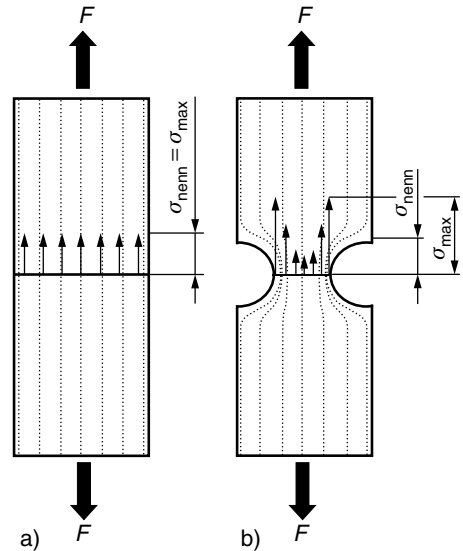 F
F
σnenn = σmax
σnenn
σmax
a)
F
b)
F